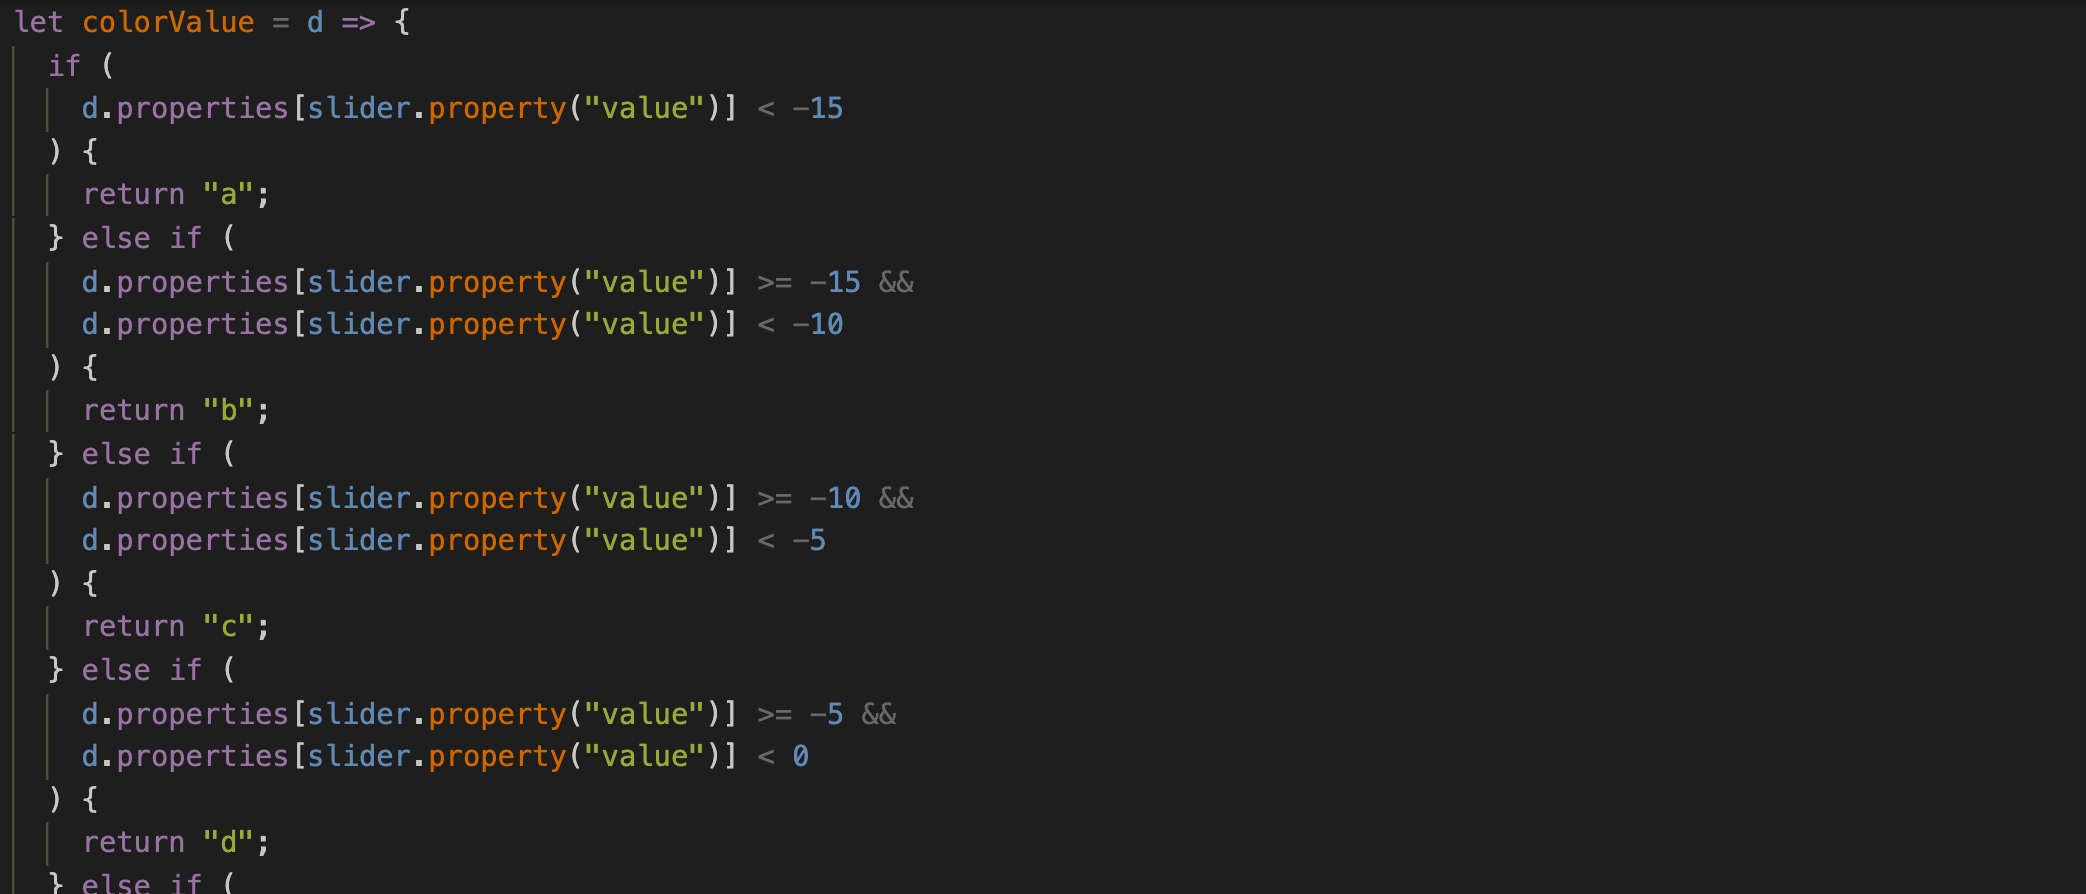 let colorValue = d => {
  if (
    d.properties[slider.property("value")] < -15
  ) {
    return "a";
  } else if (
    d.properties[slider.property("value")] >= -15 &&
    d.properties[slider.property("value")] < -10
  ) {
    return "b";
  } else if (
    d.properties[slider.property("value")] >= -10 &&
    d.properties[slider.property("value")] < -5
  ) {
    return "c";
  } else if (
    d.properties[slider.property("value")] >= -5 &&
    d.properties[slider.property("value")] < 0
  ) {
    return "d";
  } else if (